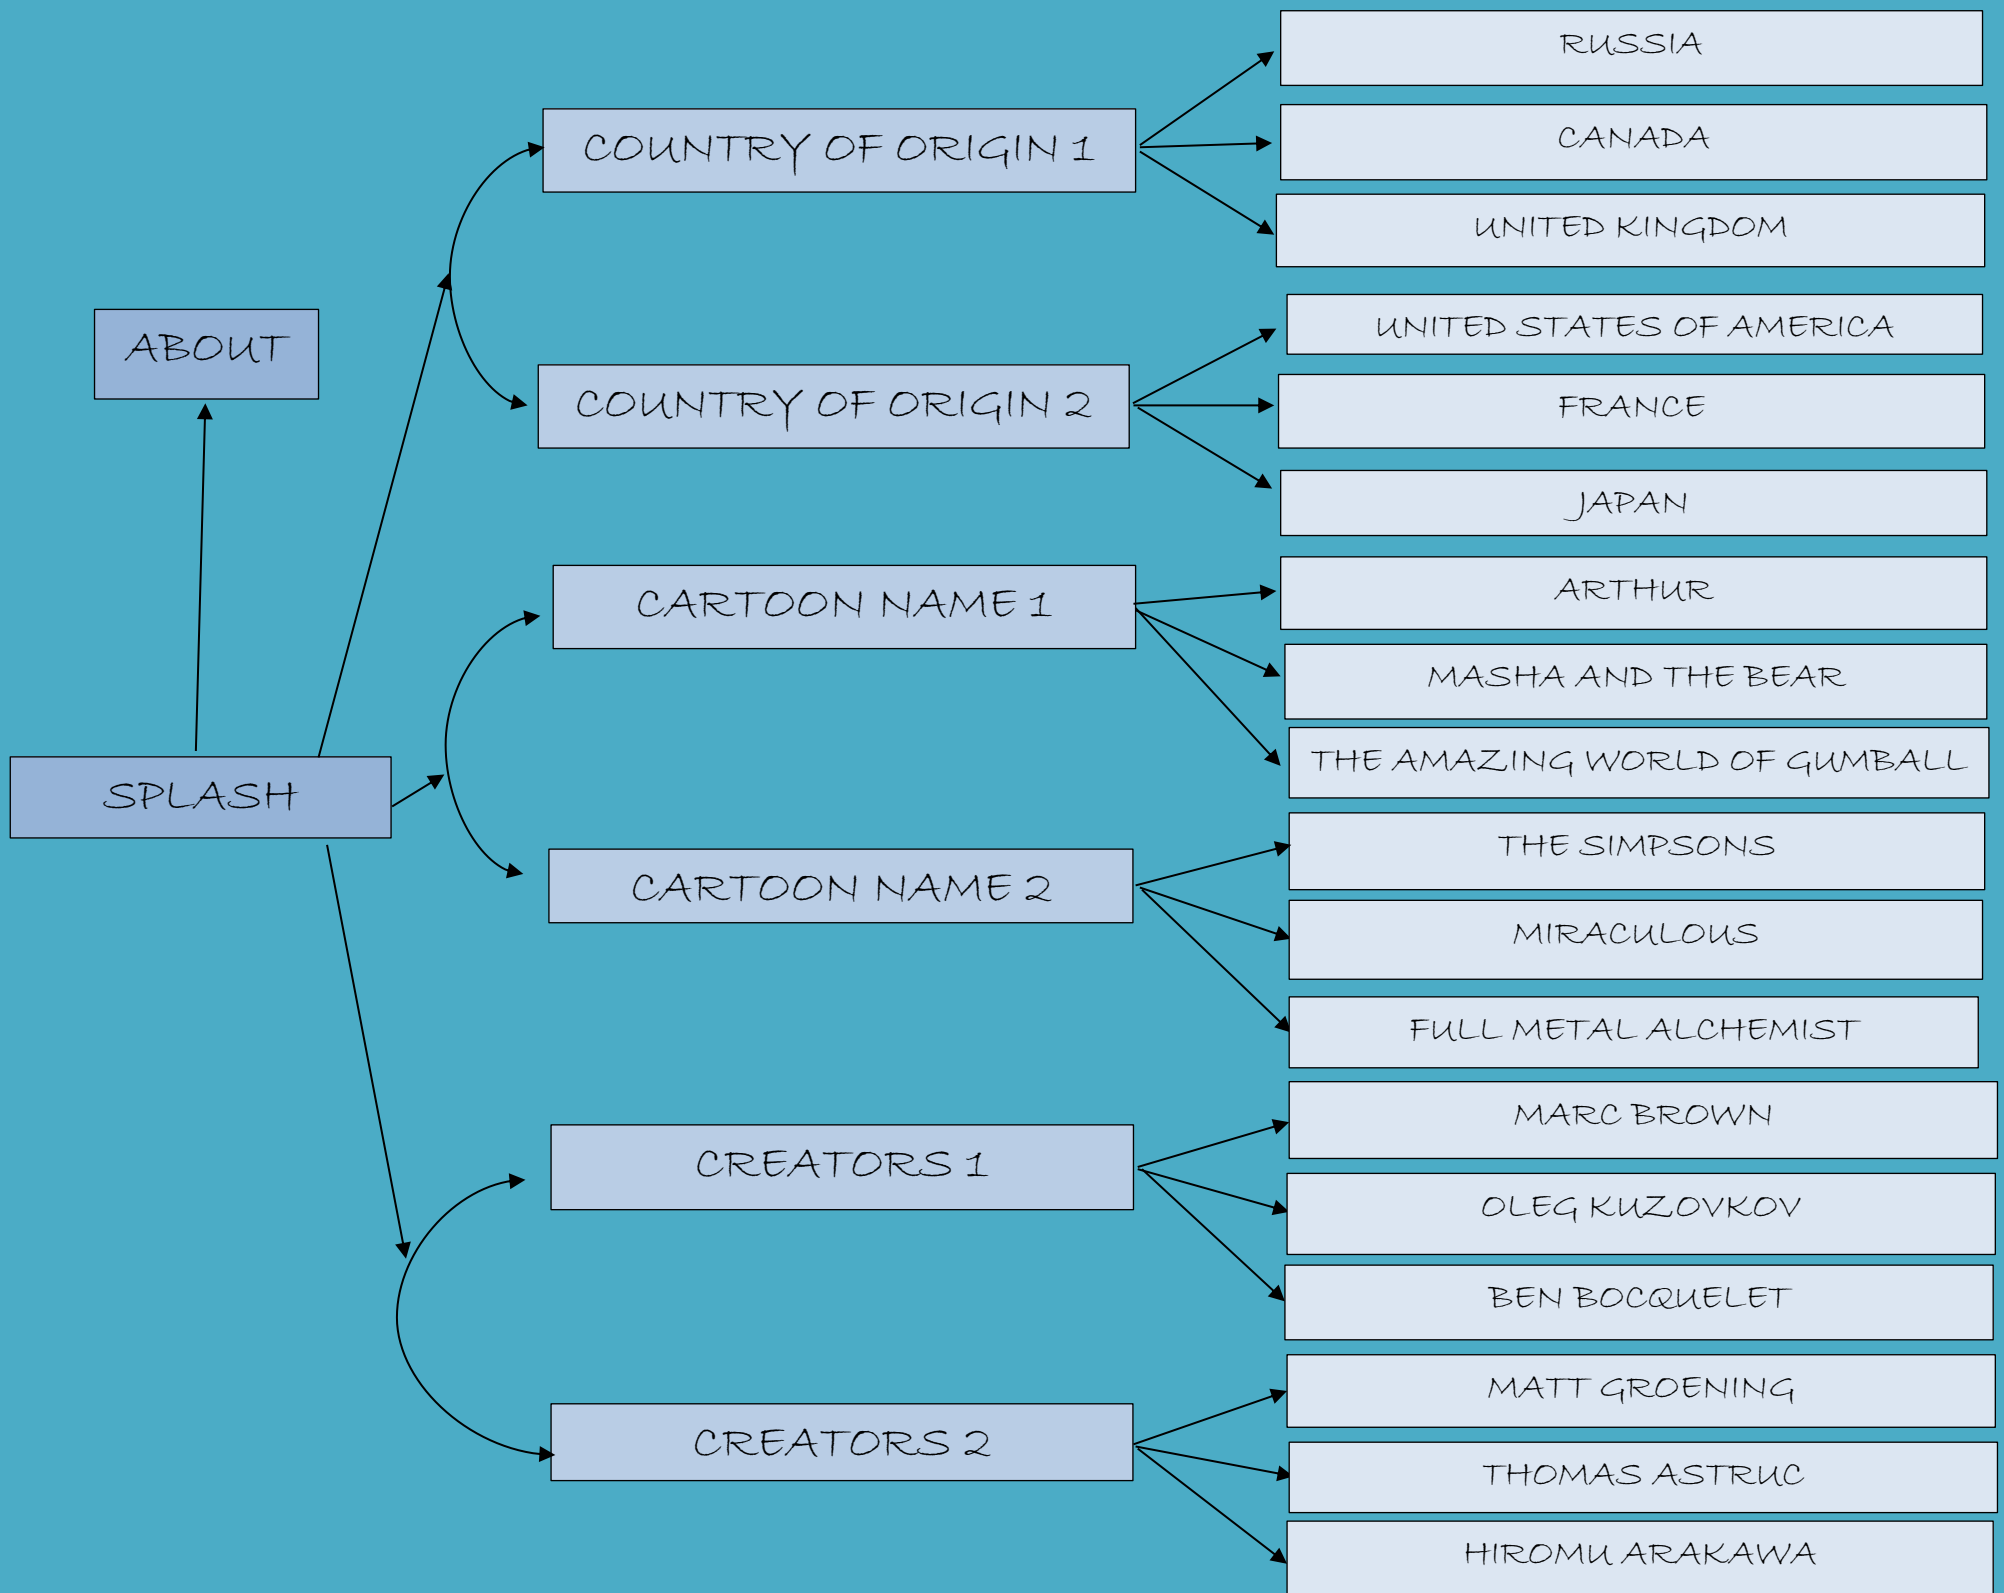 RUSSIA
CANADA
COUNTRY OF ORIGIN 1
UNITED KINGDOM
UNITED STATES OF AMERICA
ABOUT
COUNTRY OF ORIGIN 2
FRANCE
JAPAN
CARTOON NAME 1
ARTHUR
MASHA AND THE BEAR
THE AMAZING WORLD OF GUMBALL
SPLASH
THE SIMPSONS
CARTOON NAME 2
MIRACULOUS
FULL METAL ALCHEMIST
MARC BROWN
CREATORS 1
OLEG KUZOVKOV
BEN BOCQUELET
MATT GROENING
CREATORS 2
THOMAS ASTRUC
HIROMU ARAKAWA